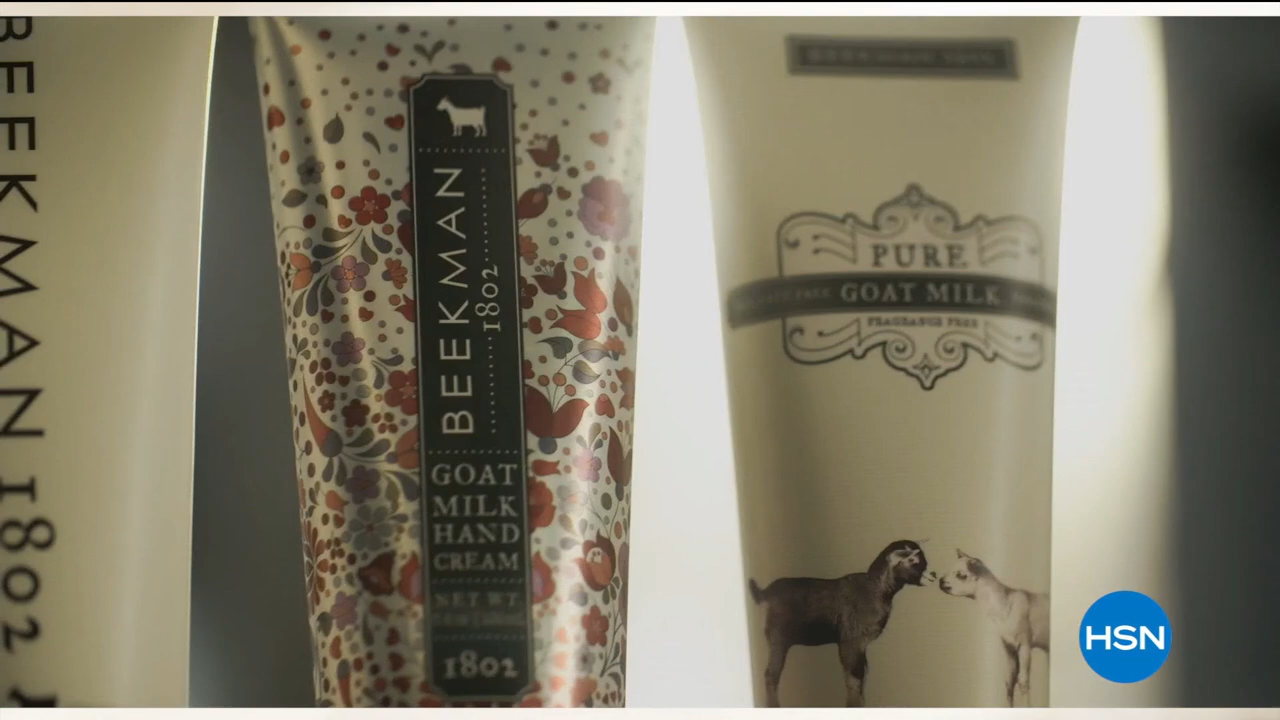 BEEKMAN 1802
BEEKMAN
1802
GOAT
MILK
HAND
CREAM
NET WT.
1802
PURE
GOAT MILK
FRAGRANCE FREE
HSN